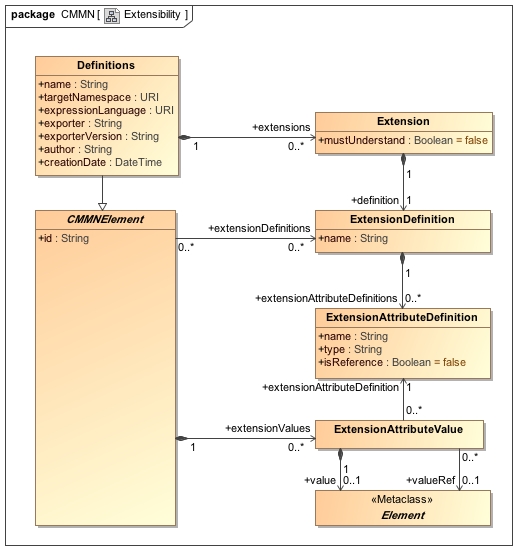 package CMMN [ Extensibility ]
Definitions
+name : String
+targetNamespace : URI
+expressionLanguage : URI
+exporter : String
+exporterVersion : String
+author : String
+creationDate : DateTime
+extensions
1
0..*
Extension
+mustUnderstand : Boolean = false
1
+definition
1
CMMNElement
+id : String
+extensionDefinitions
0..*
0..*
ExtensionDefinition
+name : String
1
+extensionAttributeDefinitions
0..*
ExtensionAttributeDefinition
+name : String
+type : String
+isReference : Boolean = false
+extensionAttributeDefinition
1
0..*
+extensionValues
1
0..*
ExtensionAttributeValue
1
0..*
+value
0..1
+valueRef
0..1
«Metaclass»
Element